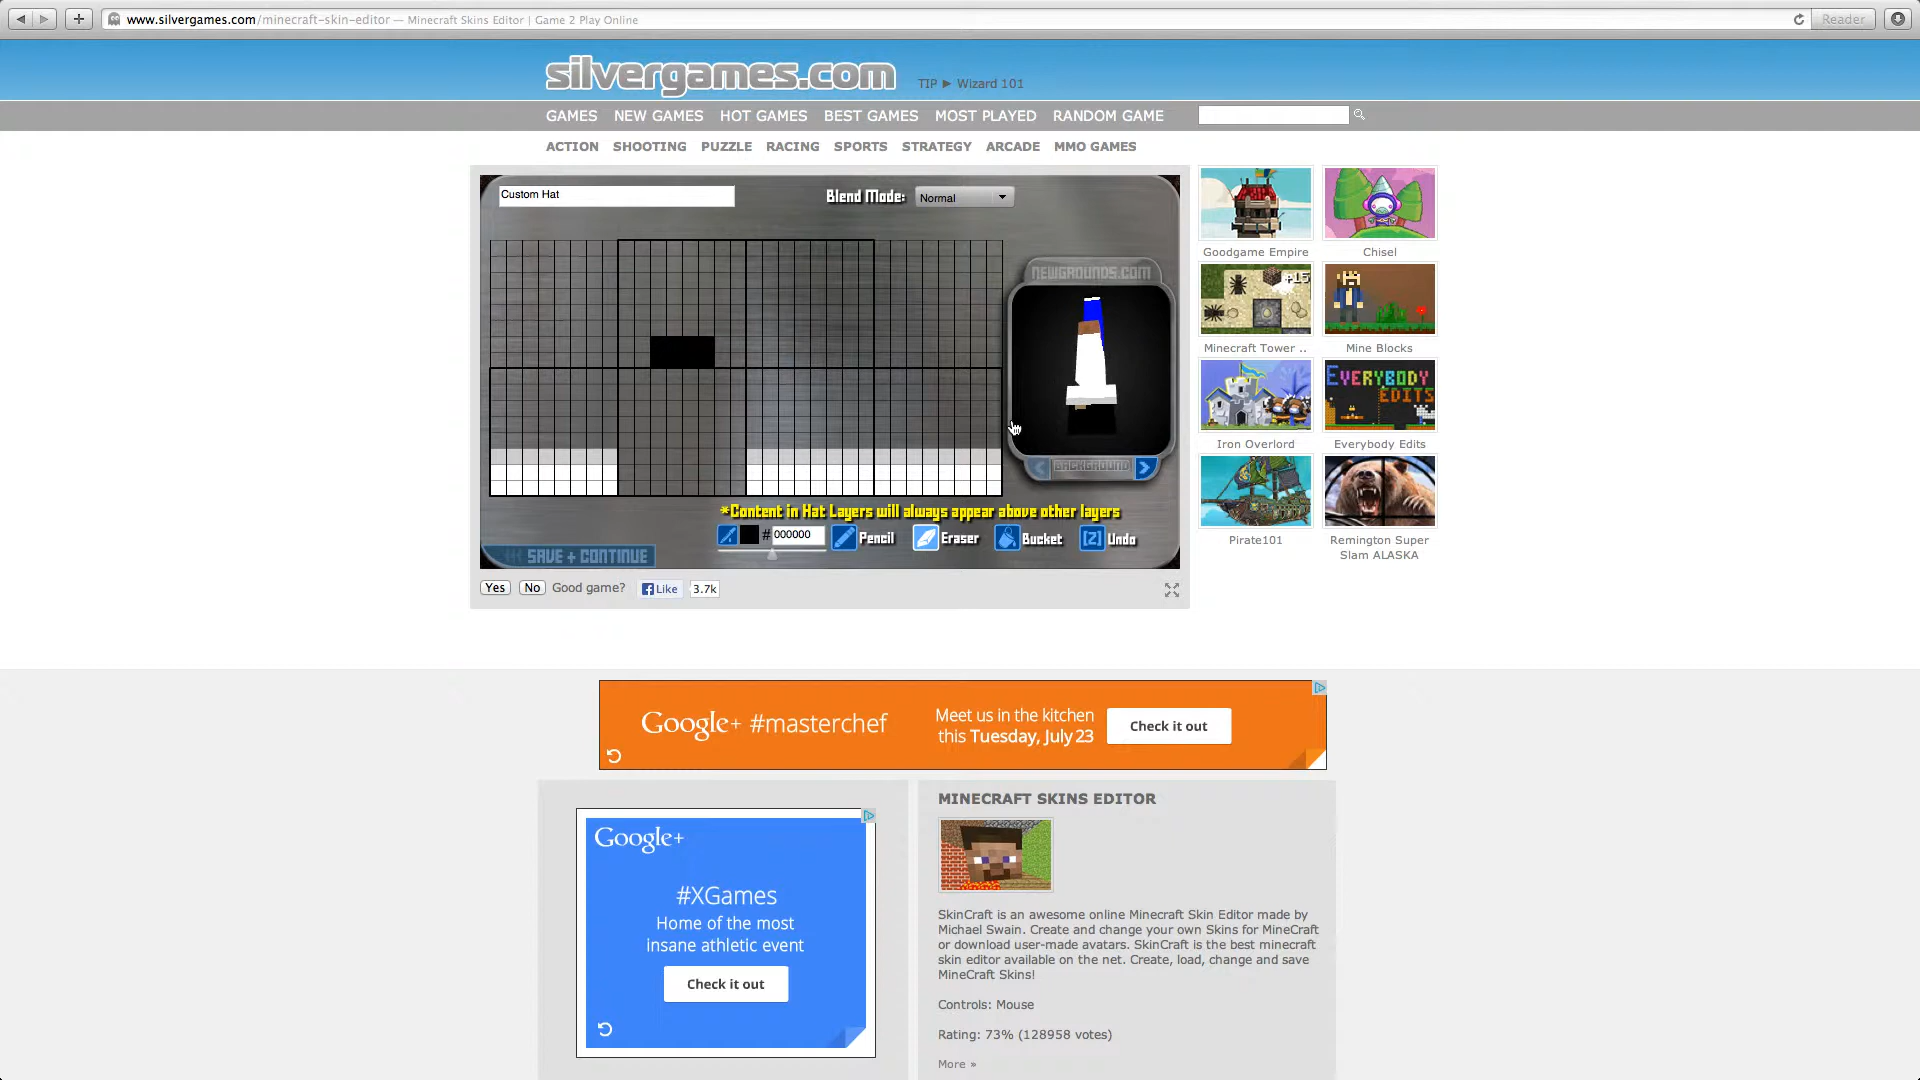 www.silvergames.com/minecraft-skin-editor — Minecraft Skins Editor | Game 2 Play Online
Reader
silvergames.com
TIP ► Wizard 101
GAMES NEW GAMES HOT GAMES BEST GAMES MOST PLAYED RANDOM GAME
ACTION SHOOTING PUZZLE RACING SPORTS STRATEGY ARCADE MMO GAMES
Custom Hat
Blend Mode: Normal
NEWGROUNDS.COM
BACKGROUND
*Content in Hat Layers will always appear above other layers
# 000000 Pencil Eraser Bucket [Z] Undo
SAVE + CONTINUE
Yes No Good game? Like 3.7k
Goodgame Empire
Chisel
×15
Minecraft Tower ..
Mine Blocks
EVERYBODY
EDITS
Iron Overlord
Everybody Edits
Pirate101
Remington Super
Slam ALASKA
Google+ #masterchef
Meet us in the kitchen
this Tuesday, July 23
Check it out
Google+
#XGames
Home of the most
insane athletic event
Check it out
MINECRAFT SKINS EDITOR
SkinCraft is an awesome online Minecraft Skin Editor made by
Michael Swain. Create and change your own Skins for MineCraft
or download user-made avatars. SkinCraft is the best minecraft
skin editor available on the net. Create, load, change and save
MineCraft Skins!
Controls: Mouse
Rating: 73% (128958 votes)
More »